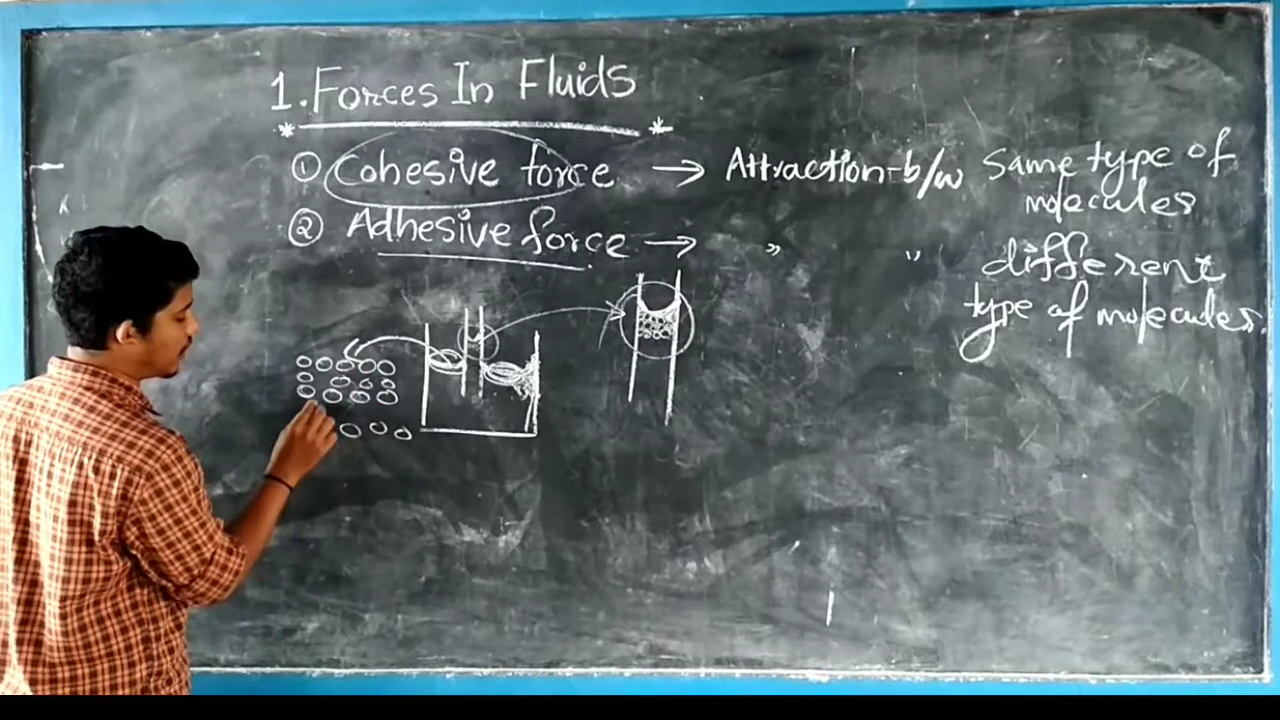 1. Forces In Fluids
① Cohesive force → Attraction b/w Same type of
molecules
② Adhesive force → " " different
type of molecules.